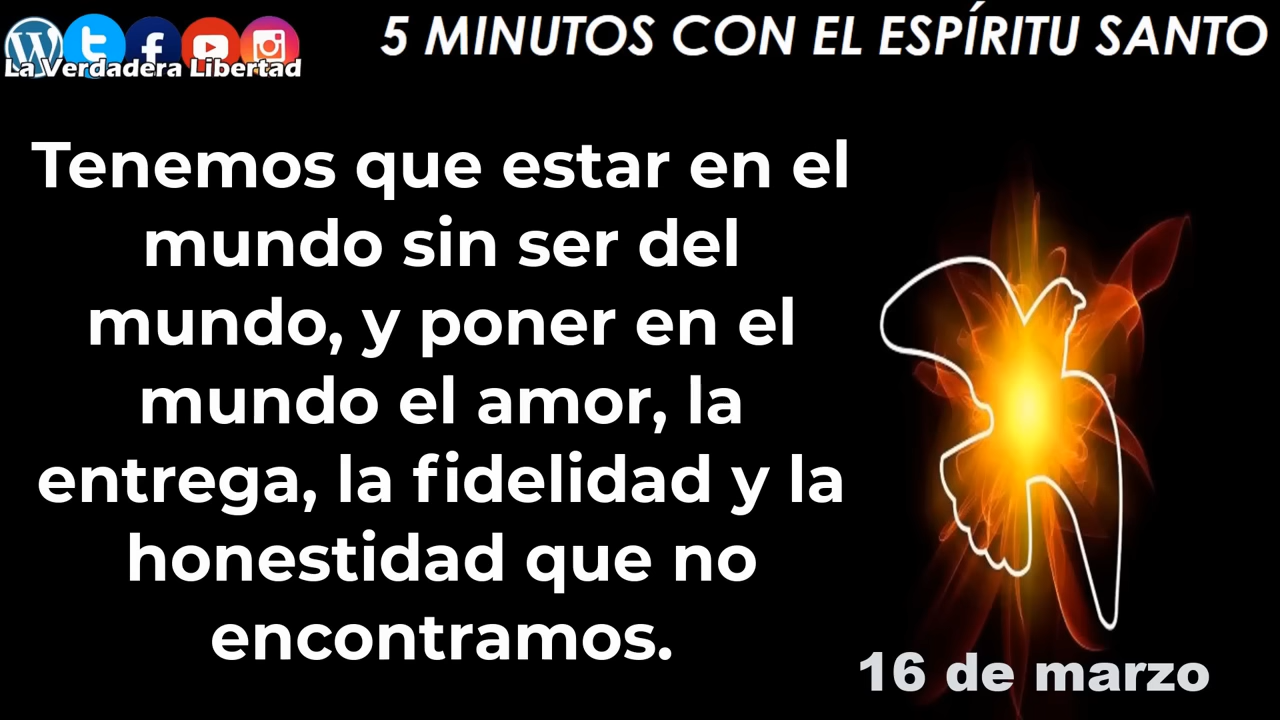 5 MINUTOS CON EL ESPÍRITU SANTO
La Verdadera Libertad
Tenemos que estar en el
mundo sin ser del
mundo, y poner en el
mundo el amor, la
entrega, la fidelidad y la
honestidad que no
encontramos.
16 de marzo